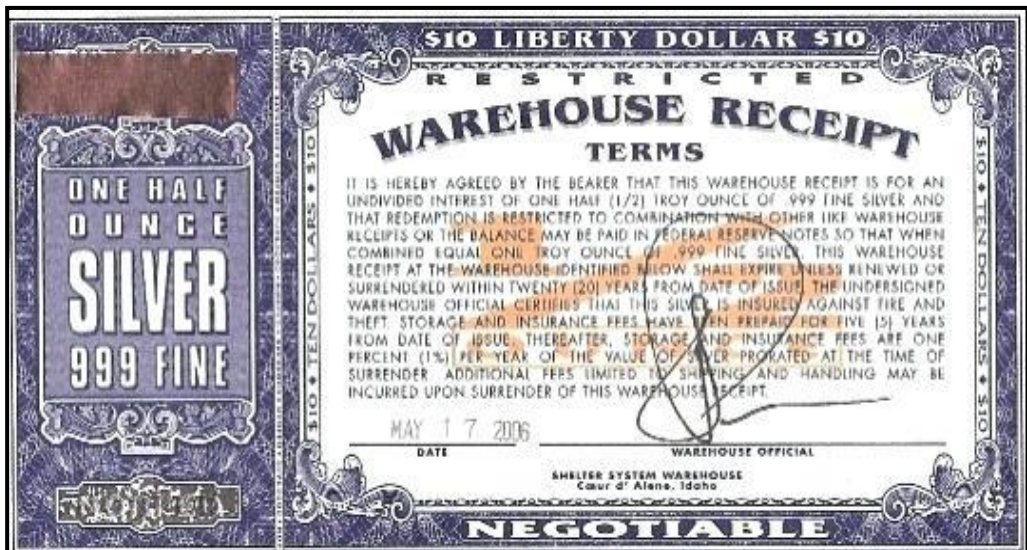 $10 LIBERTY DOLLAR $10
RESTRICTED
WAREHOUSE RECEIPT
TERMS
IT IS HEREBY AGREED BY THE BEARER THAT THIS WAREHOUSE RECEIPT IS FOR AN
UNDIVIDED INTEREST OF ONE HALF (1/2) TROY OUNCE OF .999 FINE SILVER AND
THAT REDEMPTION IS RESTRICTED TO COMBINATION WITH OTHER LIKE WAREHOUSE
RECEIPTS OR THE BALANCE MAY BE PAID IN FEDERAL RESERVE NOTES SO THAT WHEN
COMBINED EQUAL ONE TROY OUNCE OF .999 FINE SILVER. THIS WAREHOUSE
RECEIPT AT THE WAREHOUSE IDENTIFIED BELOW SHALL EXPIRE UNLESS RENEWED OR
SURRENDERED WITHIN TWENTY (20) YEARS FROM DATE OF ISSUE. THE UNDERSIGNED
WAREHOUSE OFFICIAL CERTIFIES THAT THIS SILVER IS INSURED AGAINST FIRE AND
THEFT. STORAGE AND INSURANCE FEES HAVE BEEN PREPAID FOR FIVE (5) YEARS
FROM DATE OF ISSUE. THEREAFTER, STORAGE AND INSURANCE FEES ARE ONE
PERCENT (1%) PER YEAR OF THE VALUE OF SILVER PRORATED AT THE TIME OF
SURRENDER. ADDITIONAL FEES LIMITED TO SHIPPING AND HANDLING MAY BE
INCURRED UPON SURRENDER OF THIS WAREHOUSE RECEIPT.
MAY 17 2006
DATE
WAREHOUSE OFFICIAL
SHELTER SYSTEM WAREHOUSE
Cœur d' Alene, Idaho
NEGOTIABLE
ONE HALF
OUNCE
SILVER
999 FINE
$10 ♦ TEN DOLLARS ♦ $10
$10 ♦ TEN DOLLARS ♦ $10